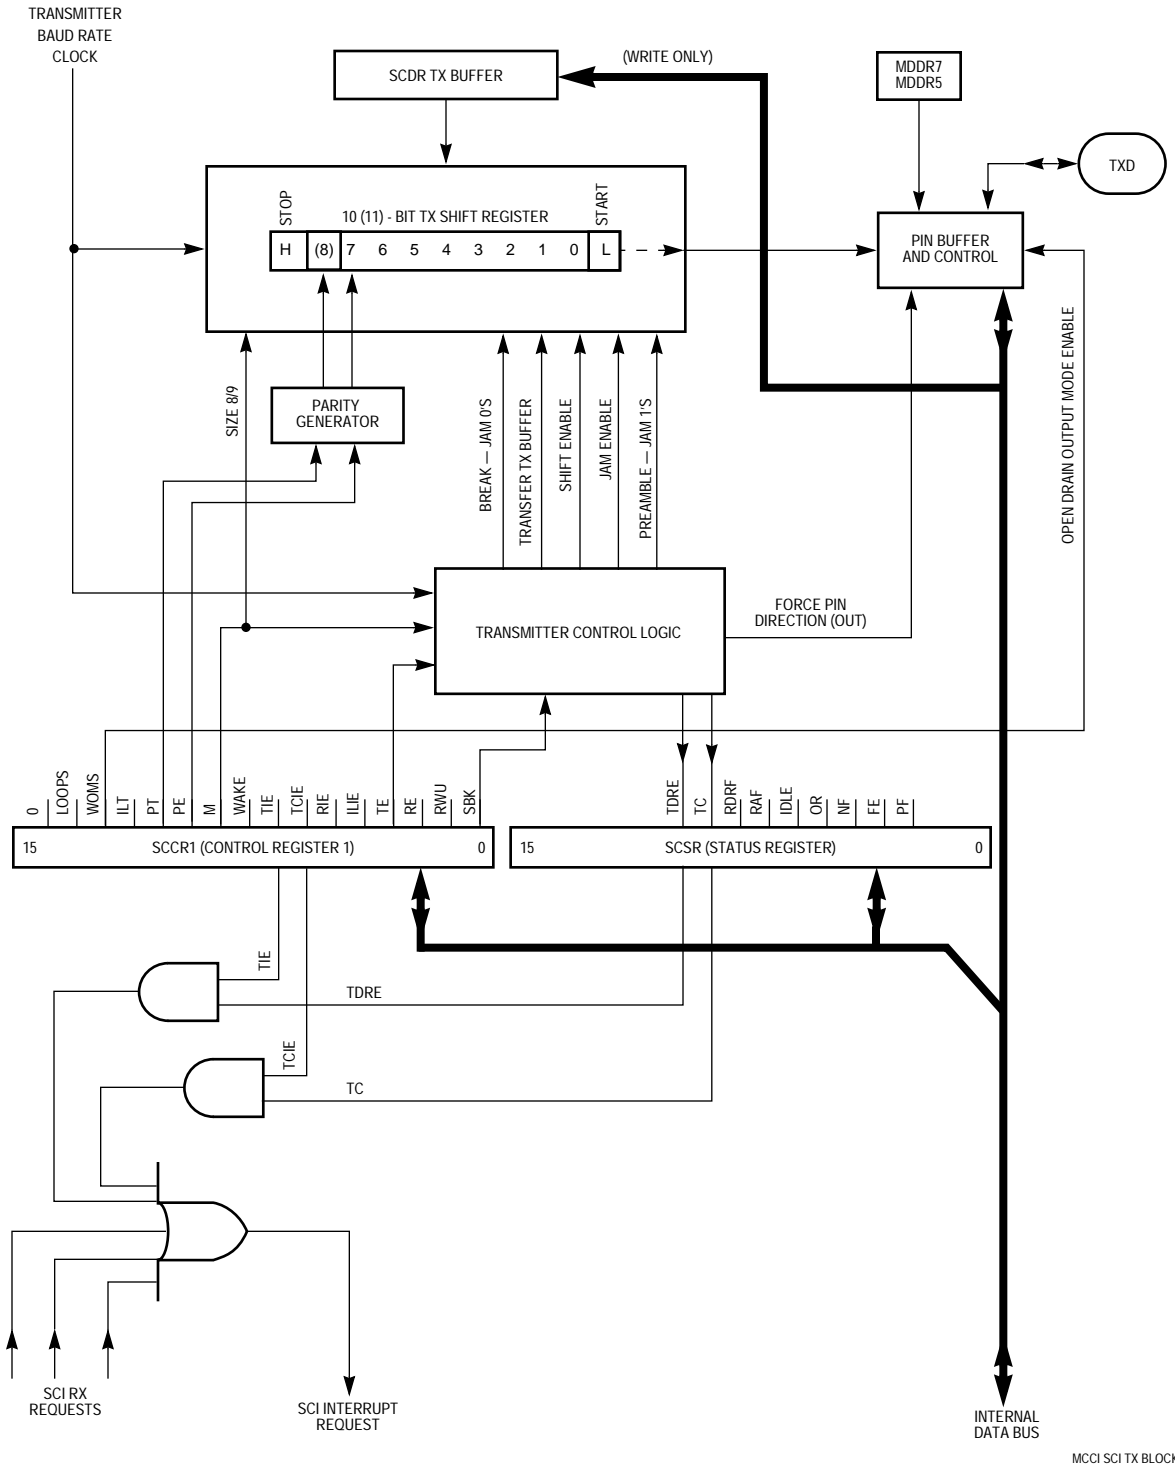 TRANSMITTER
BAUD RATE
CLOCK
SCDR TX BUFFER
(WRITE ONLY)
MDDR7
MDDR5
TXD
STOP
10 (11) - BIT TX SHIFT REGISTER
START
H (8) 7 6 5 4 3 2 1 0 L
PIN BUFFER
AND CONTROL
SIZE 8/9
PARITY
GENERATOR
BREAK — JAM 0'S
TRANSFER TX BUFFER
SHIFT ENABLE
JAM ENABLE
PREAMBLE — JAM 1'S
OPEN DRAIN OUTPUT MODE ENABLE
TRANSMITTER CONTROL LOGIC
FORCE PIN
DIRECTION (OUT)
0
LOOPS
WOMS
ILT
PT
PE
M
WAKE
TIE
TCIE
RIE
ILIE
TE
RE
RWU
SBK
TDRE
TC
RDRF
RAF
IDLE
OR
NF
FE
PF
15 SCCR1 (CONTROL REGISTER 1) 0
15 SCSR (STATUS REGISTER) 0
TIE
TDRE
TCIE
TC
SCI RX
REQUESTS
SCI INTERRUPT
REQUEST
INTERNAL
DATA BUS
MCCI SCI TX BLOCK